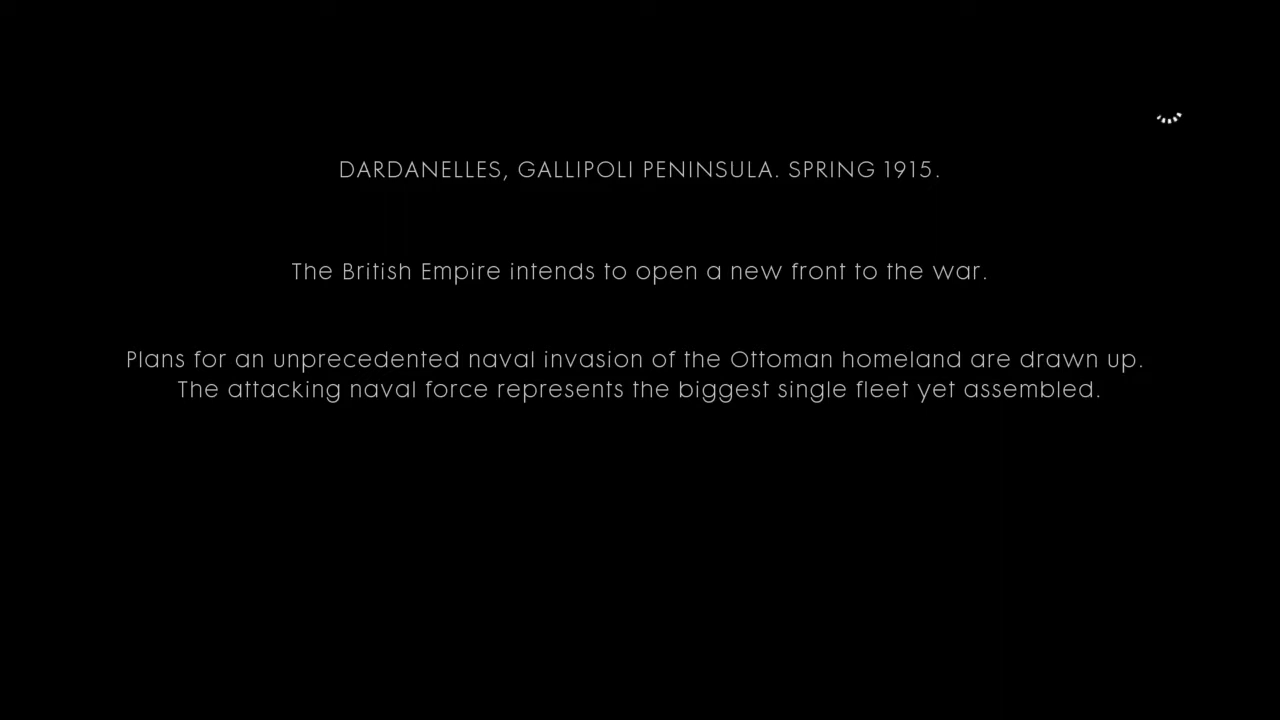 DARDANELLES, GALLIPOLI PENINSULA. SPRING 1915.
The British Empire intends to open a new front to the war.
Plans for an unprecedented naval invasion of the Ottoman homeland are drawn up.
The attacking naval force represents the biggest single fleet yet assembled.